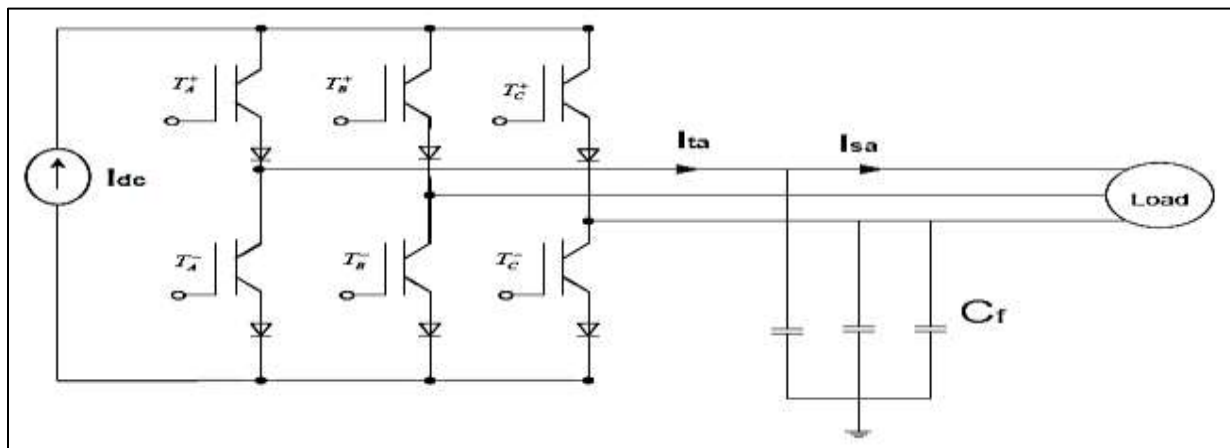 T_A^+
T_B^+
T_C^+
Idc
Ita
Isa
Load
T_A^-
T_B^-
T_C^-
Cf